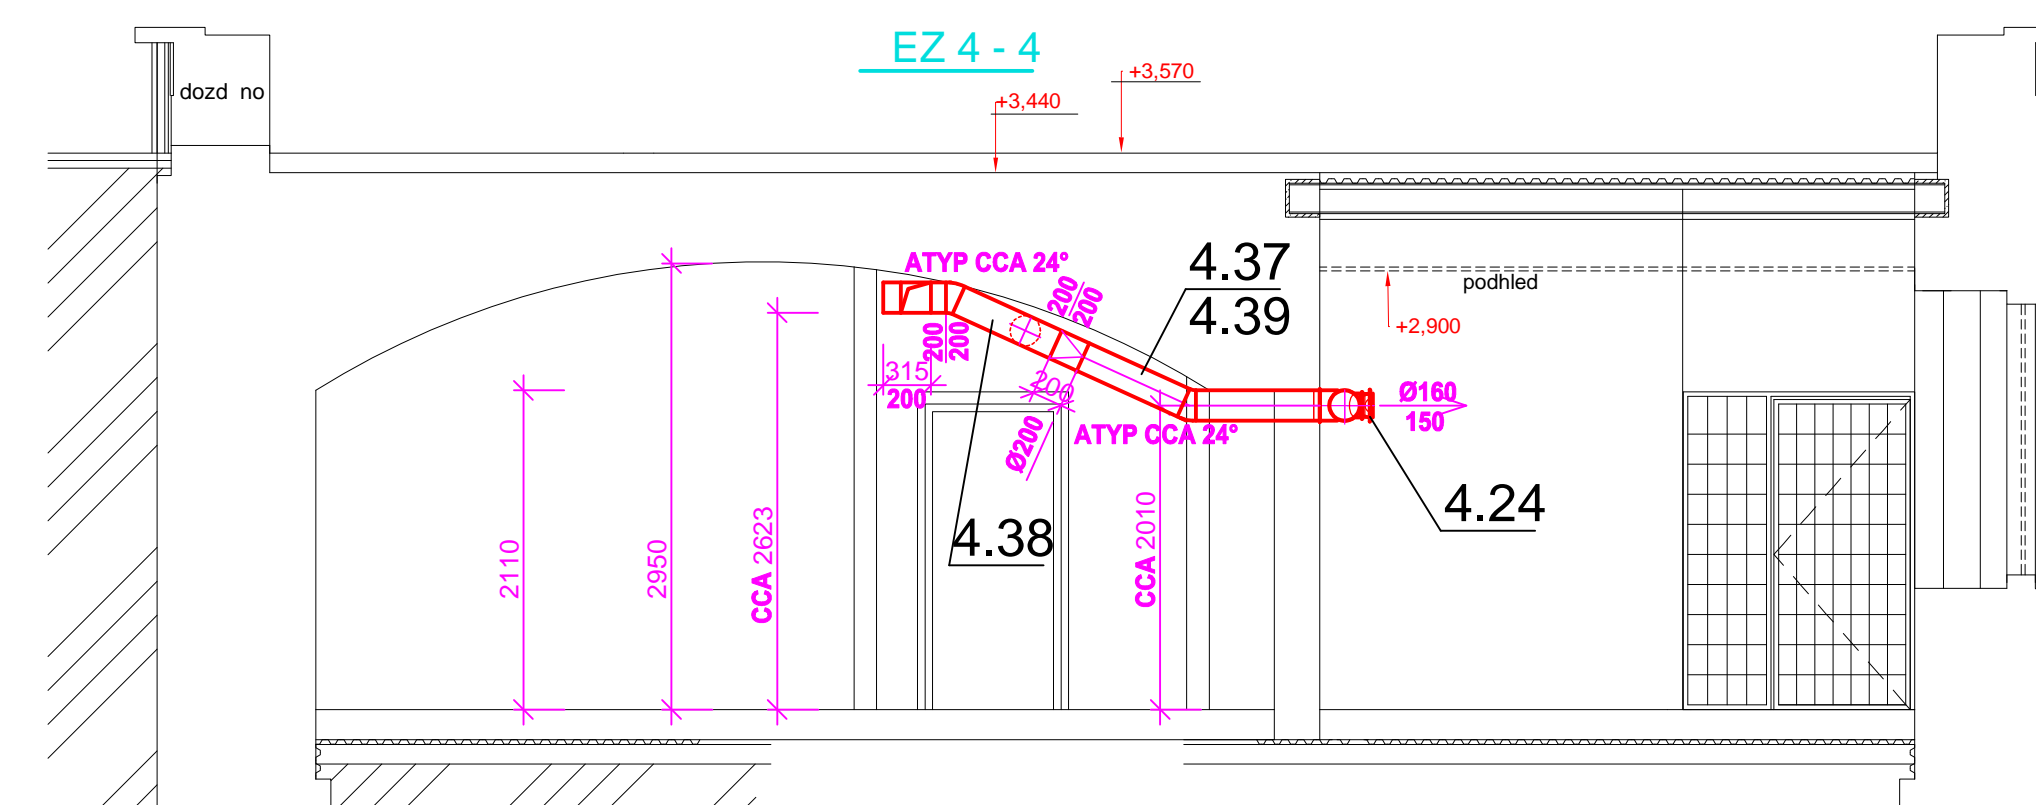 EZ 4 - 4
+3,570
+3,440
dozd no
ATYP CCA 24°
4.37
4.39
podhled
+2,900
200
200
200
200
315
200
200
Ø200
ATYP CCA 24°
Ø160
150
4.24
4.38
2110
2950
CCA 2623
CCA 2010